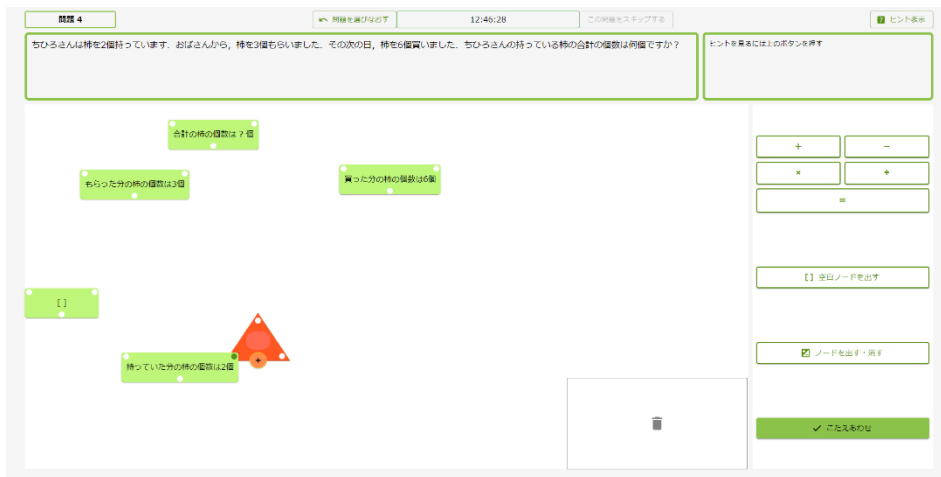 問題 4
問題を選びなおす
12:46:28
この問題をスキップする
ヒント表示
ちひろさんは柿を2個持っています．おばさんから，柿を3個もらいました．その次の日，柿を6個買いました．ちひろさんの持っている柿の合計の個数は何個ですか？
ヒントを見るには上のボタンを押す
合計の柿の個数は？個
もらった分の柿の個数は3個
買った分の柿の個数は6個
[ ]
持っていた分の柿の個数は2個
+
+
−
×
÷
=
[ ] 空白ノードを出す
ノードを出す・消す
こたえあわせ